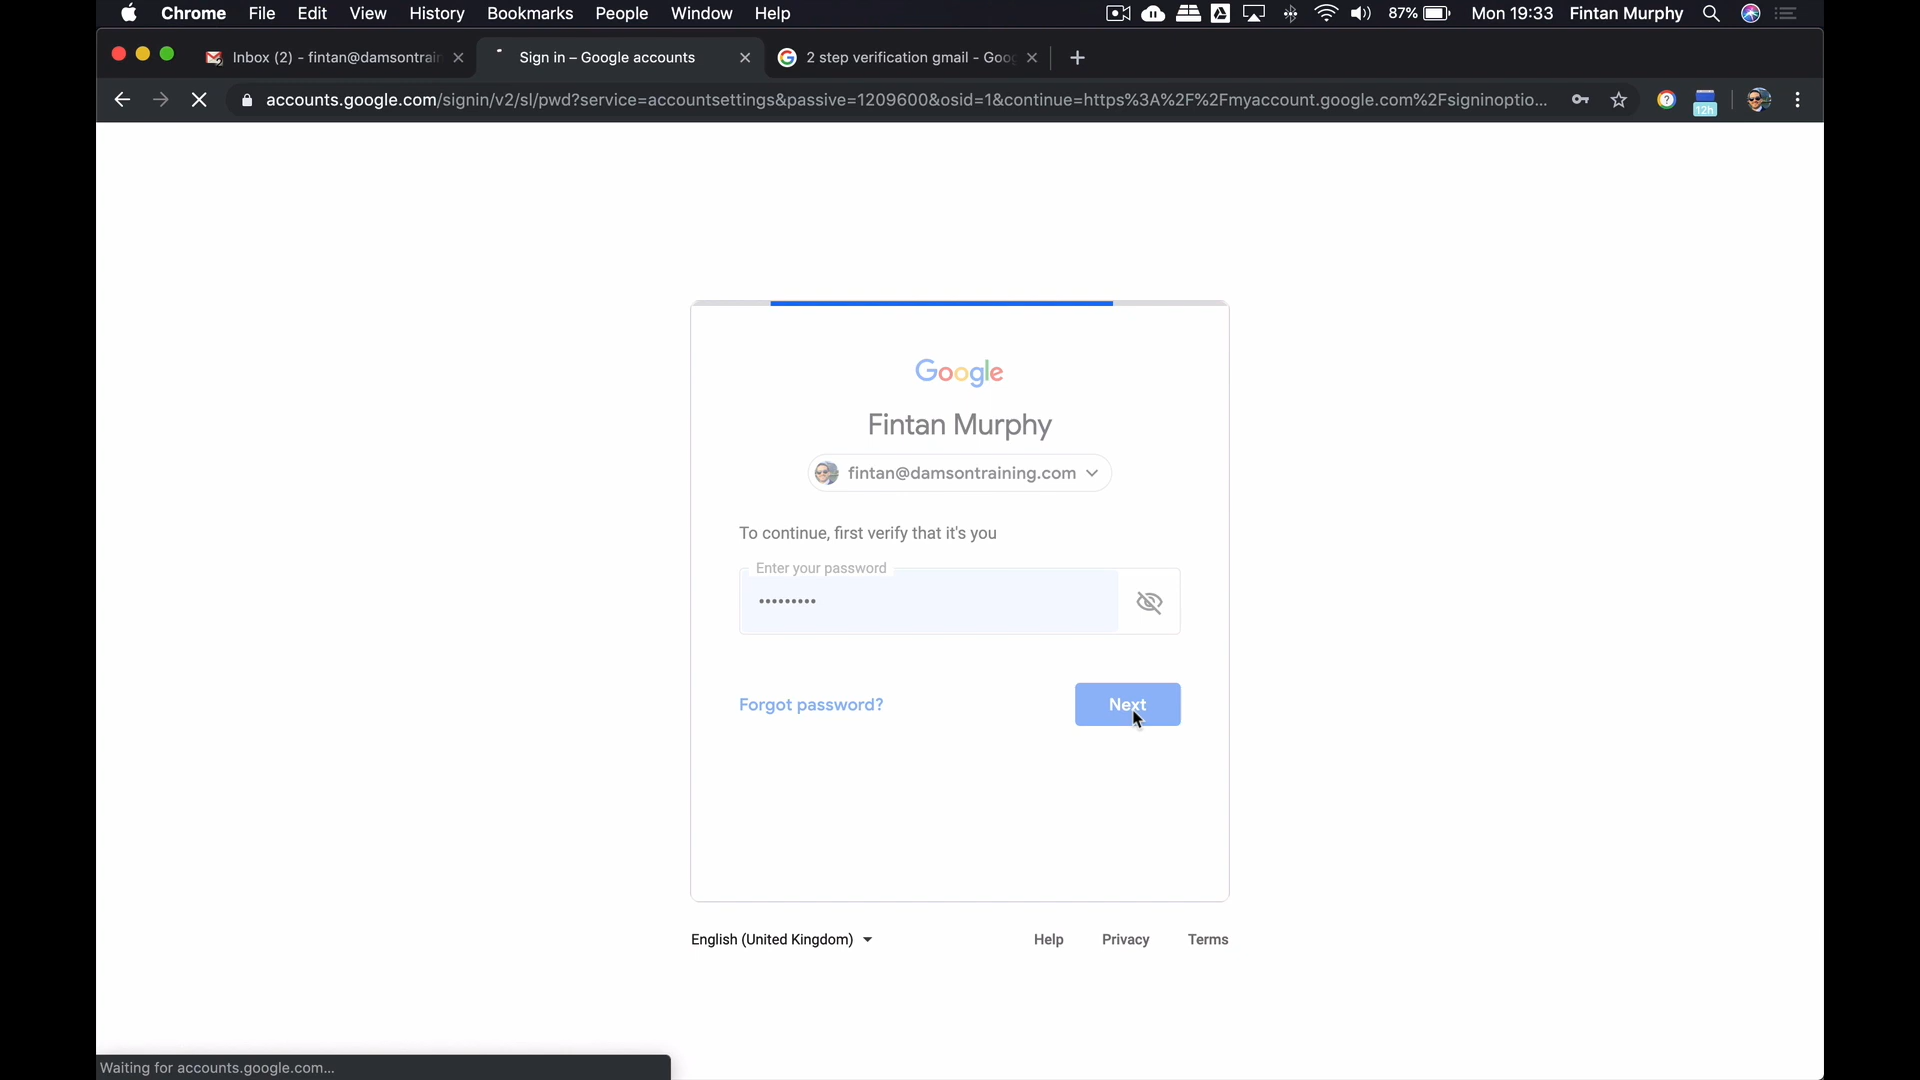 Chrome File Edit View History Bookmarks People Window Help 87% Mon 19:33 Fintan Murphy
Inbox (2) - fintan@damsontrain Sign in – Google accounts 2 step verification gmail - Goog
accounts.google.com/signin/v2/sl/pwd?service=accountsettings&passive=1209600&osid=1&continue=https%3A%2F%2Fmyaccount.google.com%2Fsigninoptio...
12h
Google
Fintan Murphy
fintan@damsontraining.com
To continue, first verify that it's you
Enter your password
•••••••••
Forgot password? Next
English (United Kingdom) Help Privacy Terms
Waiting for accounts.google.com...